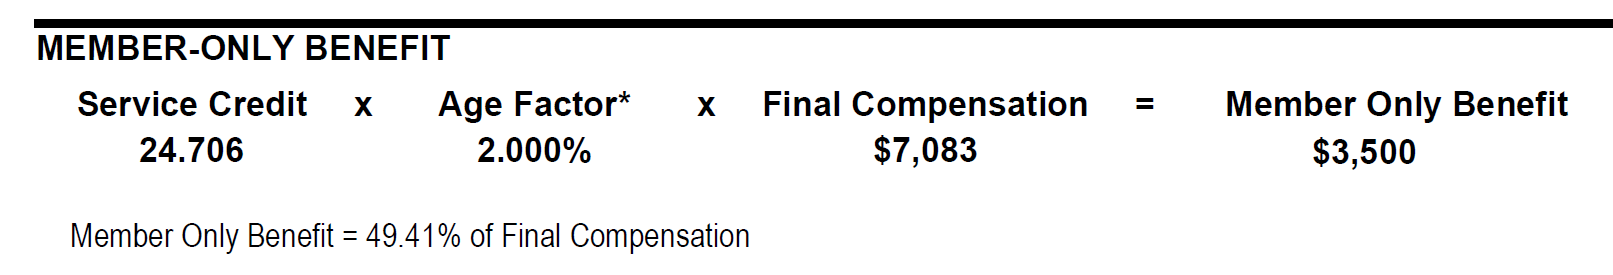 MEMBER-ONLY BENEFIT
Service Credit x Age Factor* x Final Compensation = Member Only Benefit
24.706 2.000% $7,083 $3,500
Member Only Benefit = 49.41% of Final Compensation